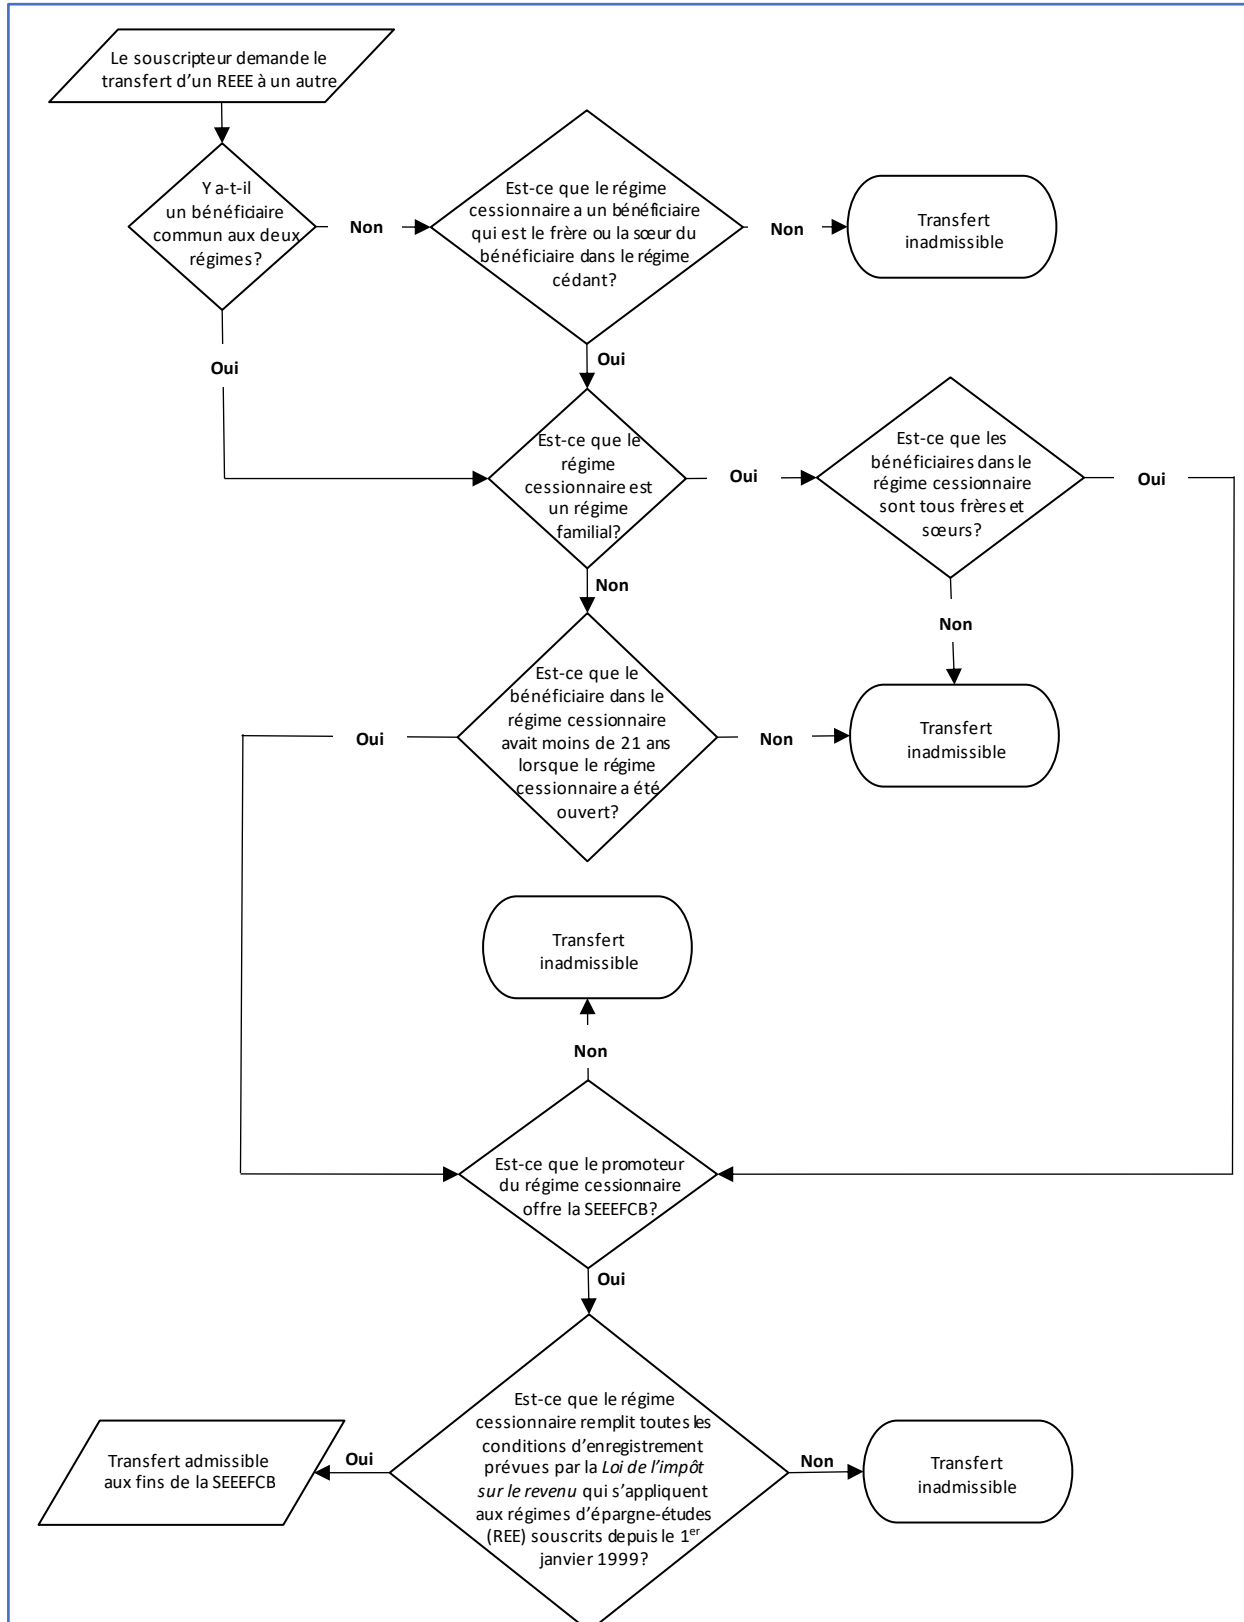 Le souscripteur demande le
transfert d’un REEE à un autre
Y a-t-il
un bénéficiaire
commun aux deux
régimes?
Non
Est-ce que le régime
cessionnaire a un bénéficiaire
qui est le frère ou la sœur du
bénéficiaire dans le régime
cédant?
Non
Transfert
inadmissible
Oui
Oui
Est-ce que le
régime
cessionnaire est
un régime
familial?
Oui
Est-ce que les
bénéficiaires dans le
régime cessionnaire
sont tous frères et
sœurs?
Oui
Non
Non
Est-ce que le
bénéficiaire dans le
régime cessionnaire
avait moins de 21 ans
lorsque le régime
cessionnaire a été
ouvert?
Oui
Non
Transfert
inadmissible
Transfert
inadmissible
Non
Est-ce que le promoteur
du régime cessionnaire
offre la SEEEFCB?
Oui
Est-ce que le régime
cessionnaire remplit toutes les
conditions d’enregistrement
prévues par la Loi de l’impôt
sur le revenu qui s’appliquent
aux régimes d’épargne-études
(REE) souscrits depuis le 1er
janvier 1999?
Oui
Transfert admissible
aux fins de la SEEEFCB
Non
Transfert
inadmissible